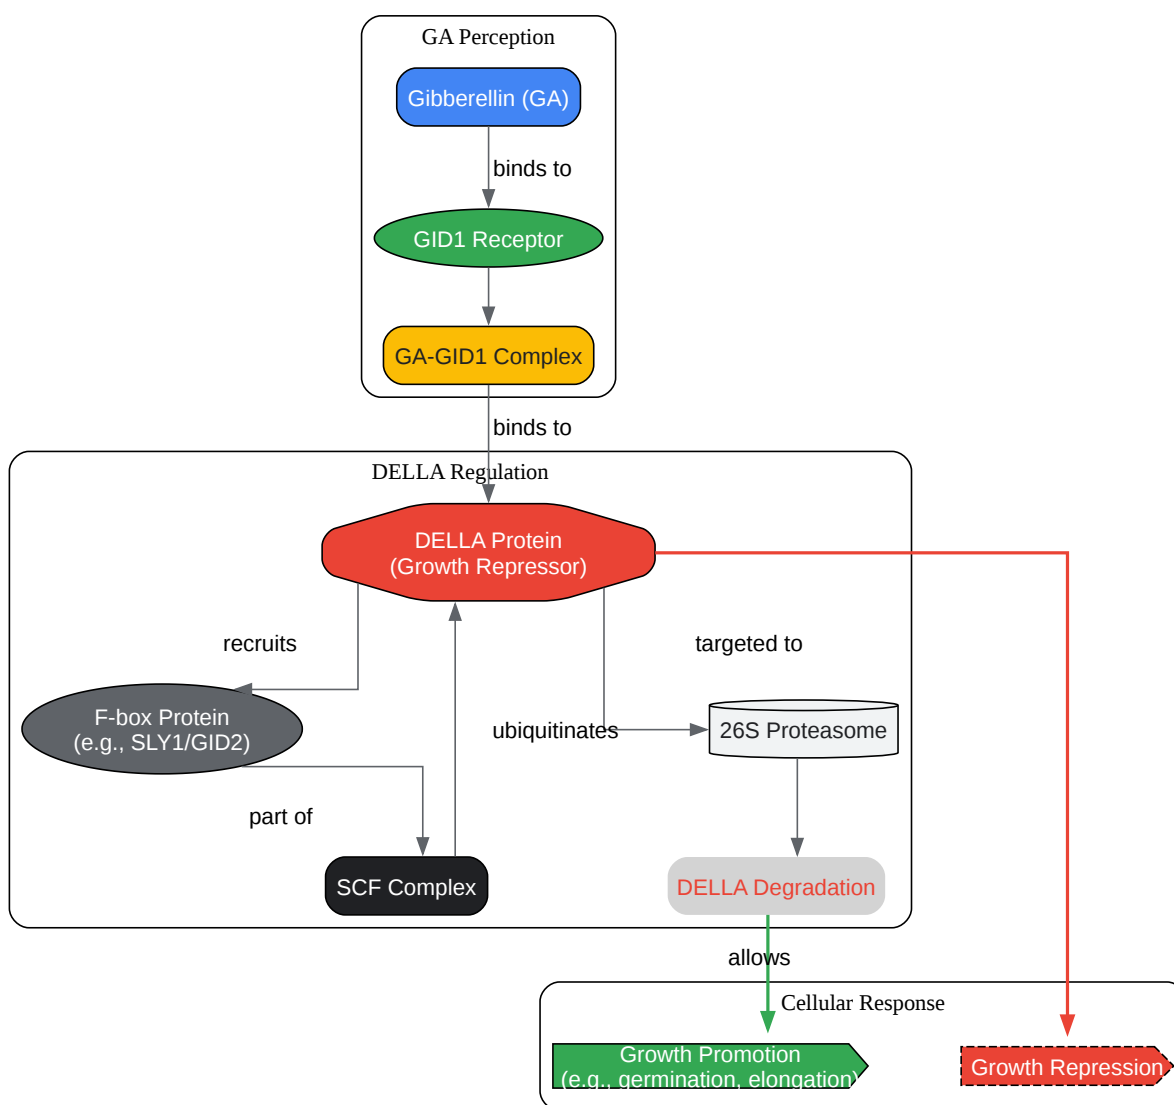 GA Perception
Gibberellin (GA)
binds to
GID1 Receptor
GA-GID1 Complex
binds to
DELLA Regulation
DELLA Protein
(Growth Repressor)
recruits
targeted to
F-box Protein
(e.g., SLY1/GID2)
ubiquitinates
26S Proteasome
part of
SCF Complex
DELLA Degradation
allows
Cellular Response
Growth Promotion
(e.g., germination, elongation)
Growth Repression